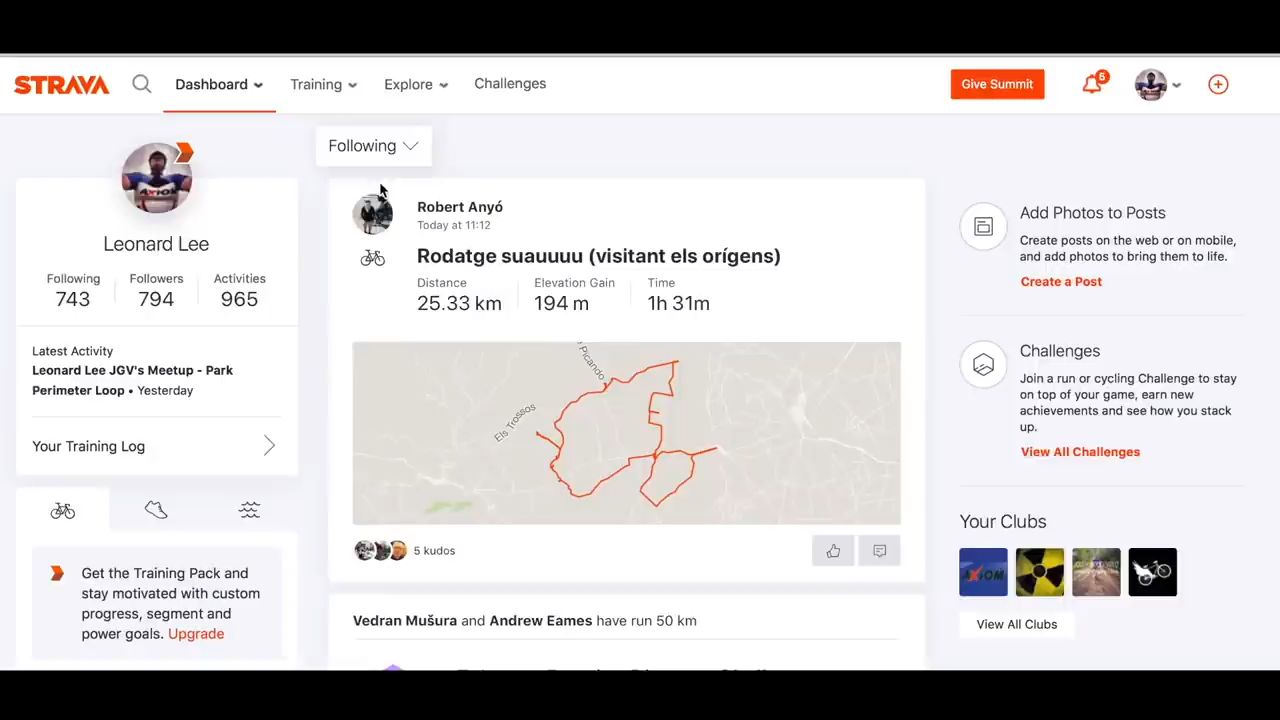 STRAVA
Dashboard
Training
Explore
Challenges
Give Summit
5
Following
Leonard Lee
Following
743
Followers
794
Activities
965
Latest Activity
Leonard Lee JGV's Meetup - Park
Perimeter Loop • Yesterday
Your Training Log
Get the Training Pack and
stay motivated with custom
progress, segment and
power goals. Upgrade
Robert Anyó
Today at 11:12
Rodatge suauuuu (visitant els orígens)
Distance
25.33 km
Elevation Gain
194 m
Time
1h 31m
Picando
Els Trossos
5 kudos
Vedran Mušura and Andrew Eames have run 50 km
Add Photos to Posts
Create posts on the web or on mobile,
and add photos to bring them to life.
Create a Post
Challenges
Join a run or cycling Challenge to stay
on top of your game, earn new
achievements and see how you stack
up.
View All Challenges
Your Clubs
AXIOM
View All Clubs